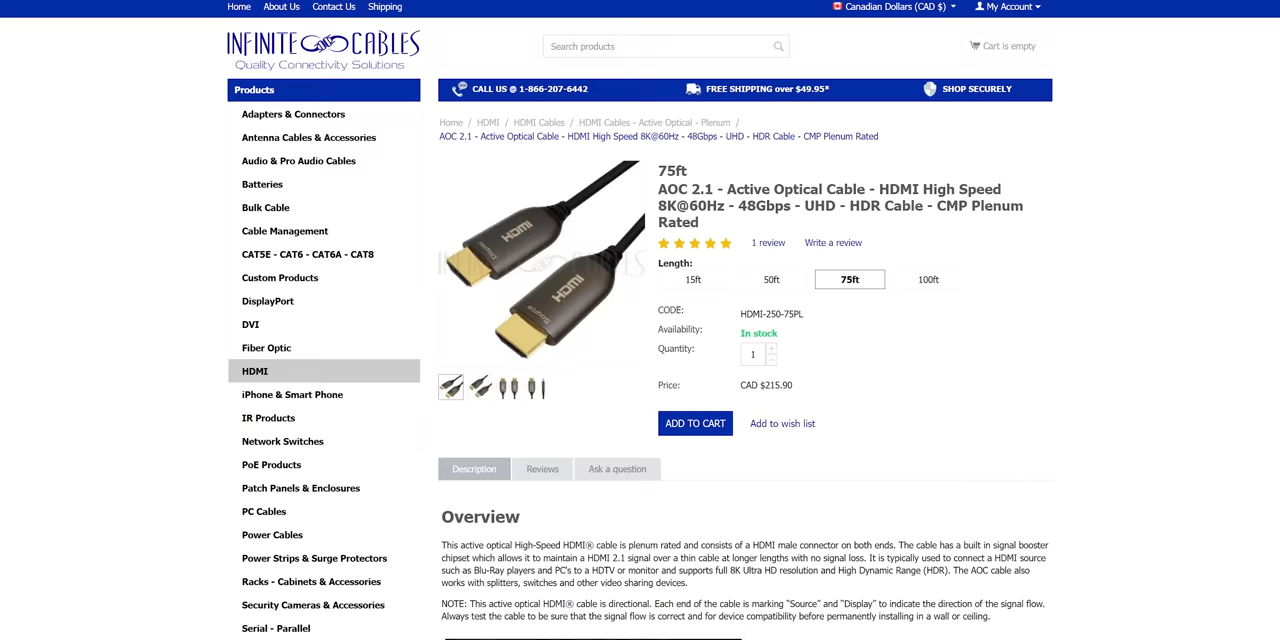 Home About Us Contact Us Shipping
Canadian Dollars (CAD $) My Account
INFINITE CABLES
Quality Connectivity Solutions
Search products
Cart is empty
Products
Adapters & Connectors
Antenna Cables & Accessories
Audio & Pro Audio Cables
Batteries
Bulk Cable
Cable Management
CAT5E - CAT6 - CAT6A - CAT8
Custom Products
DisplayPort
DVI
Fiber Optic
HDMI
iPhone & Smart Phone
IR Products
Network Switches
PoE Products
Patch Panels & Enclosures
PC Cables
Power Cables
Power Strips & Surge Protectors
Racks - Cabinets & Accessories
Security Cameras & Accessories
Serial - Parallel
CALL US @ 1-866-207-6442
FREE SHIPPING over $49.95*
SHOP SECURELY
Home / HDMI / HDMI Cables / HDMI Cables - Active Optical - Plenum /
AOC 2.1 - Active Optical Cable - HDMI High Speed 8K@60Hz - 48Gbps - UHD - HDR Cable - CMP Plenum Rated
HDMI
Display
HDMI
Source
INFINITE CABLES
75ft
AOC 2.1 - Active Optical Cable - HDMI High Speed
8K@60Hz - 48Gbps - UHD - HDR Cable - CMP Plenum
Rated
1 review Write a review
Length:
15ft 50ft 75ft 100ft
CODE: HDMI-250-75PL
Availability: In stock
Quantity: 1 + −
Price: CAD $215.90
ADD TO CART Add to wish list
Description Reviews Ask a question
Overview
This active optical High-Speed HDMI® cable is plenum rated and consists of a HDMI male connector on both ends. The cable has a built in signal booster
chipset which allows it to maintain a HDMI 2.1 signal over a thin cable at longer lengths with no signal loss. It is typically used to connect a HDMI source
such as Blu-Ray players and PC's to a HDTV or monitor and supports full 8K Ultra HD resolution and High Dynamic Range (HDR). The AOC cable also
works with splitters, switches and other video sharing devices.
NOTE: This active optical HDMI® cable is directional. Each end of the cable is marking “Source” and “Display” to indicate the direction of the signal flow.
Always test the cable to be sure that the signal flow is correct and for device compatibility before permanently installing in a wall or ceiling.